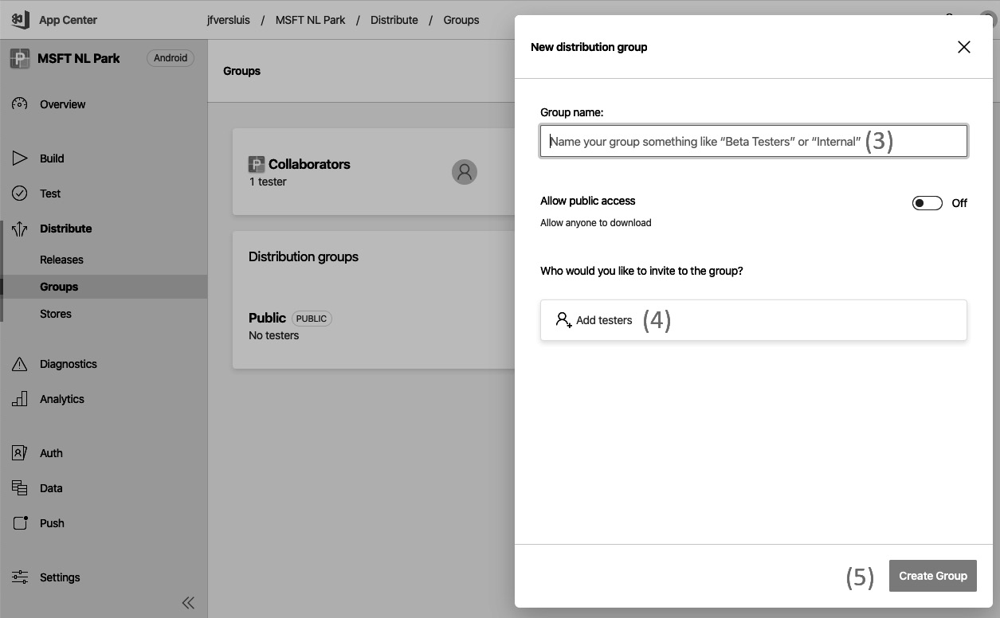 App Center
jfversluis / MSFT NL Park / Distribute / Groups
MSFT NL Park Android
Overview
Build
Test
Distribute
Releases
Groups
Stores
Diagnostics
Analytics
Auth
Data
Push
Settings
Groups
Collaborators
1 tester
Distribution groups
Public PUBLIC
No testers
New distribution group
Group name:
Name your group something like “Beta Testers” or “Internal” (3)
Allow public access
Off
Allow anyone to download
Who would you like to invite to the group?
Add testers (4)
(5) Create Group